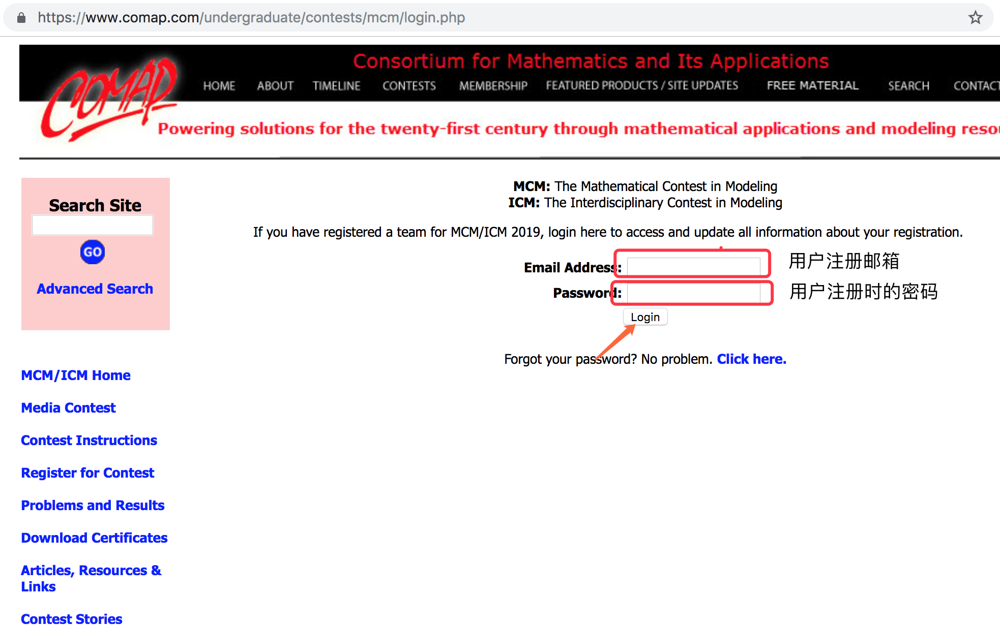 https://www.comap.com/undergraduate/contests/mcm/login.php
COMAP
Consortium for Mathematics and Its Applications
HOME ABOUT TIMELINE CONTESTS MEMBERSHIP FEATURED PRODUCTS / SITE UPDATES FREE MATERIAL SEARCH CONTACT
Powering solutions for the twenty-first century through mathematical applications and modeling resou
Search Site
GO
Advanced Search
MCM/ICM Home
Media Contest
Contest Instructions
Register for Contest
Problems and Results
Download Certificates
Articles, Resources &
Links
Contest Stories
MCM: The Mathematical Contest in Modeling
ICM: The Interdisciplinary Contest in Modeling
If you have registered a team for MCM/ICM 2019, login here to access and update all information about your registration.
Email Address: 用户注册邮箱
Password: 用户注册时的密码
Login
Forgot your password? No problem. Click here.